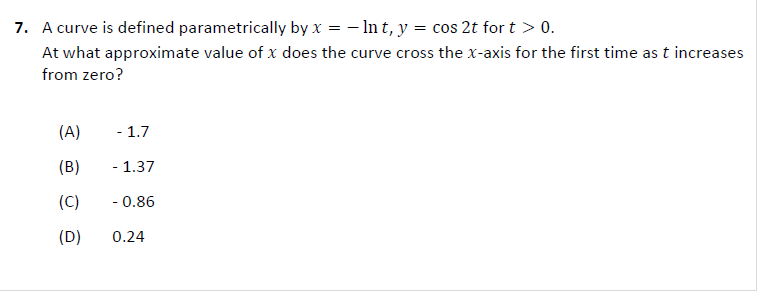 7. A curve is defined parametrically by x = − ln t, y = cos 2t for t > 0.
At what approximate value of x does the curve cross the x-axis for the first time as t increases
from zero?
(A) - 1.7
(B) - 1.37
(C) - 0.86
(D) 0.24